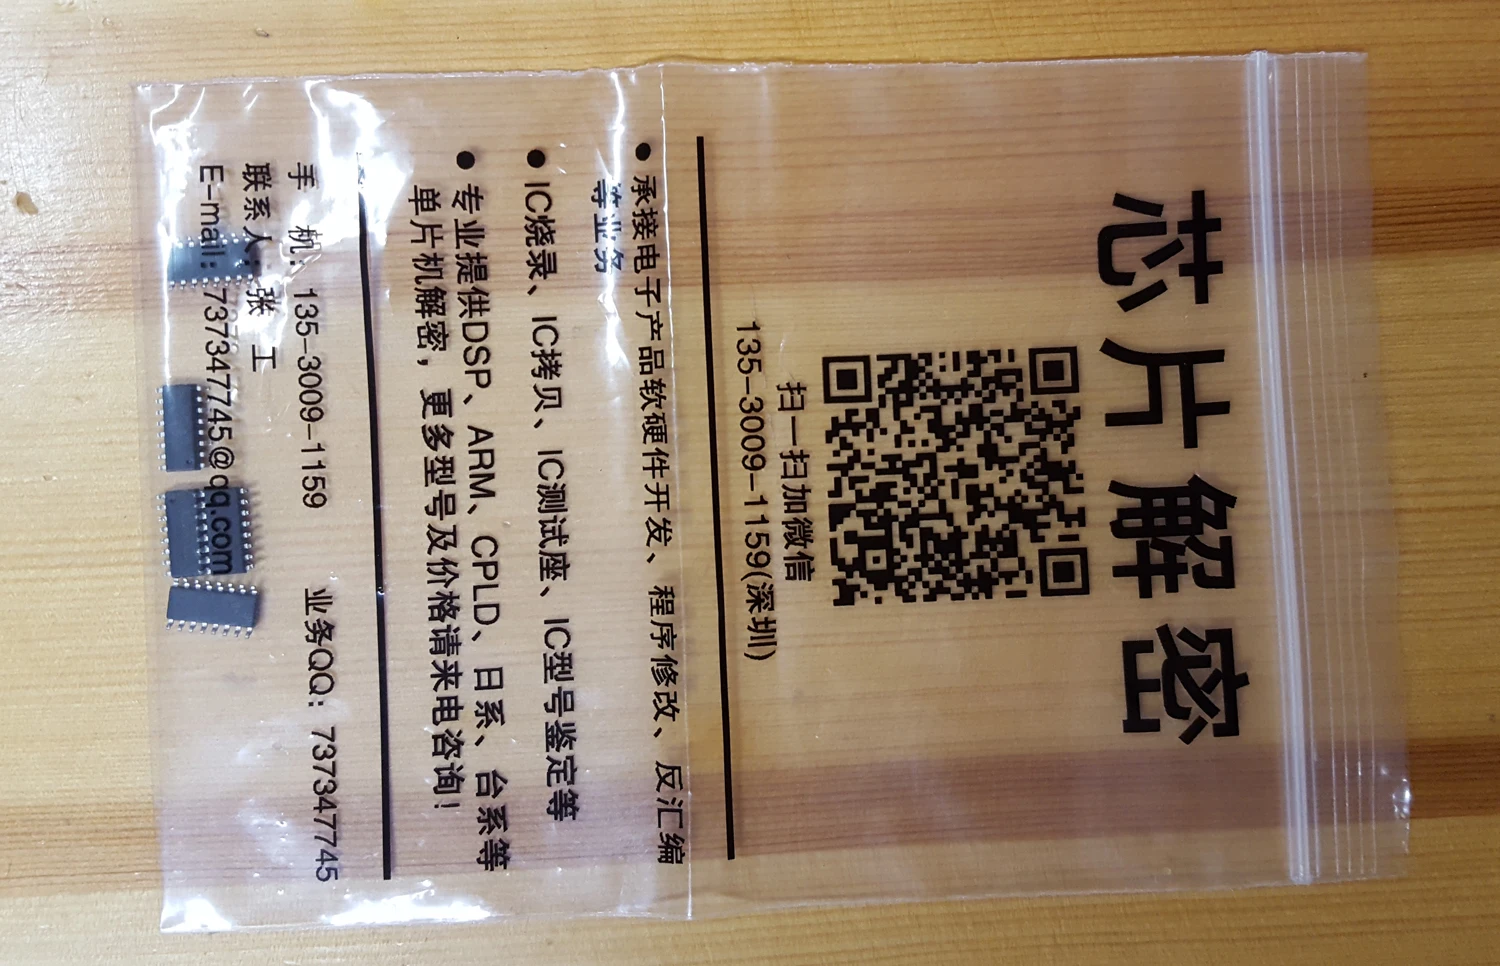 芯片解密
扫一扫加微信
135-3009-1159(深圳)
● 承接电子产品软硬件开发、程序修改、反汇编
等业务
● IC烧录、IC拷贝、IC测试座、IC型号鉴定等
● 专业提供DSP、ARM、CPLD、日系、台系等
单片机解密，更多型号及价格请来电咨询！
手 机：135-3009-1159 业务QQ：737347745
联系人：张 工
E-mail：737347745@qq.com